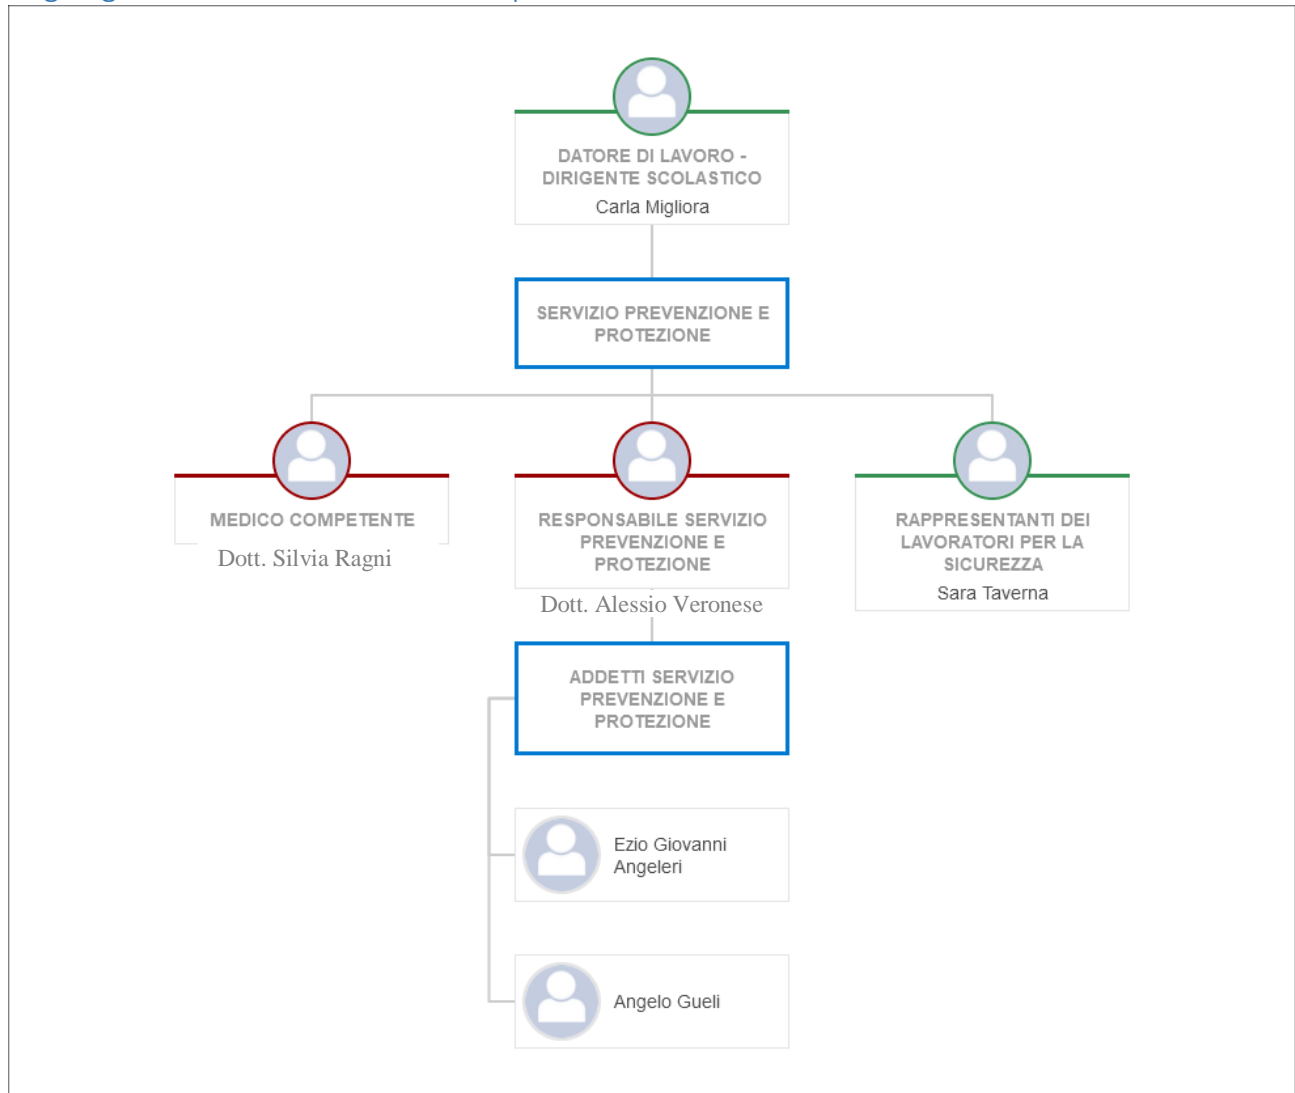 DATORE DI LAVORO -
DIRIGENTE SCOLASTICO
Carla Migliora
SERVIZIO PREVENZIONE E
PROTEZIONE
MEDICO COMPETENTE
Dott. Silvia Ragni
RESPONSABILE SERVIZIO
PREVENZIONE E
PROTEZIONE
Dott. Alessio Veronese
RAPPRESENTANTI DEI
LAVORATORI PER LA
SICUREZZA
Sara Taverna
ADDETTI SERVIZIO
PREVENZIONE E
PROTEZIONE
Ezio Giovanni
Angeleri
Angelo Gueli